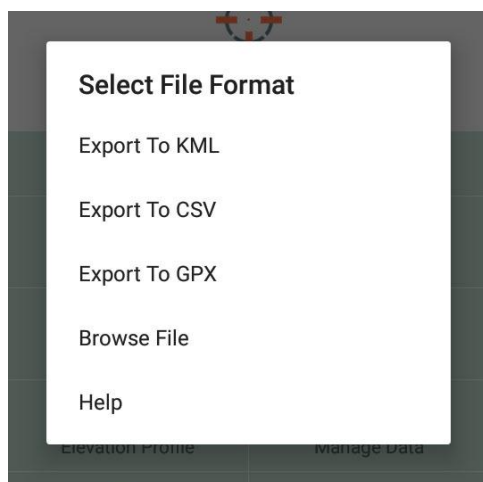 Select File Format
Export To KML
Export To CSV
Export To GPX
Browse File
Help
Elevation Profile Manage Data